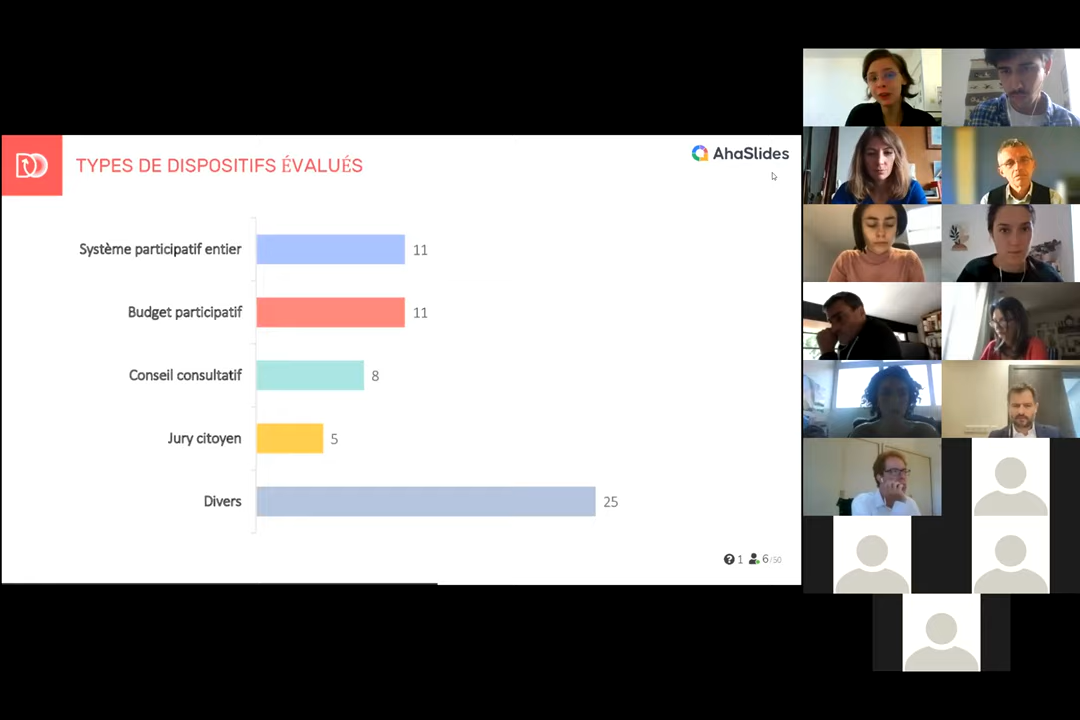 TYPES DE DISPOSITIFS ÉVALUÉS
AhaSlides
Système participatif entier 11
Budget participatif 11
Conseil consultatif 8
Jury citoyen 5
Divers 25
1 6/50